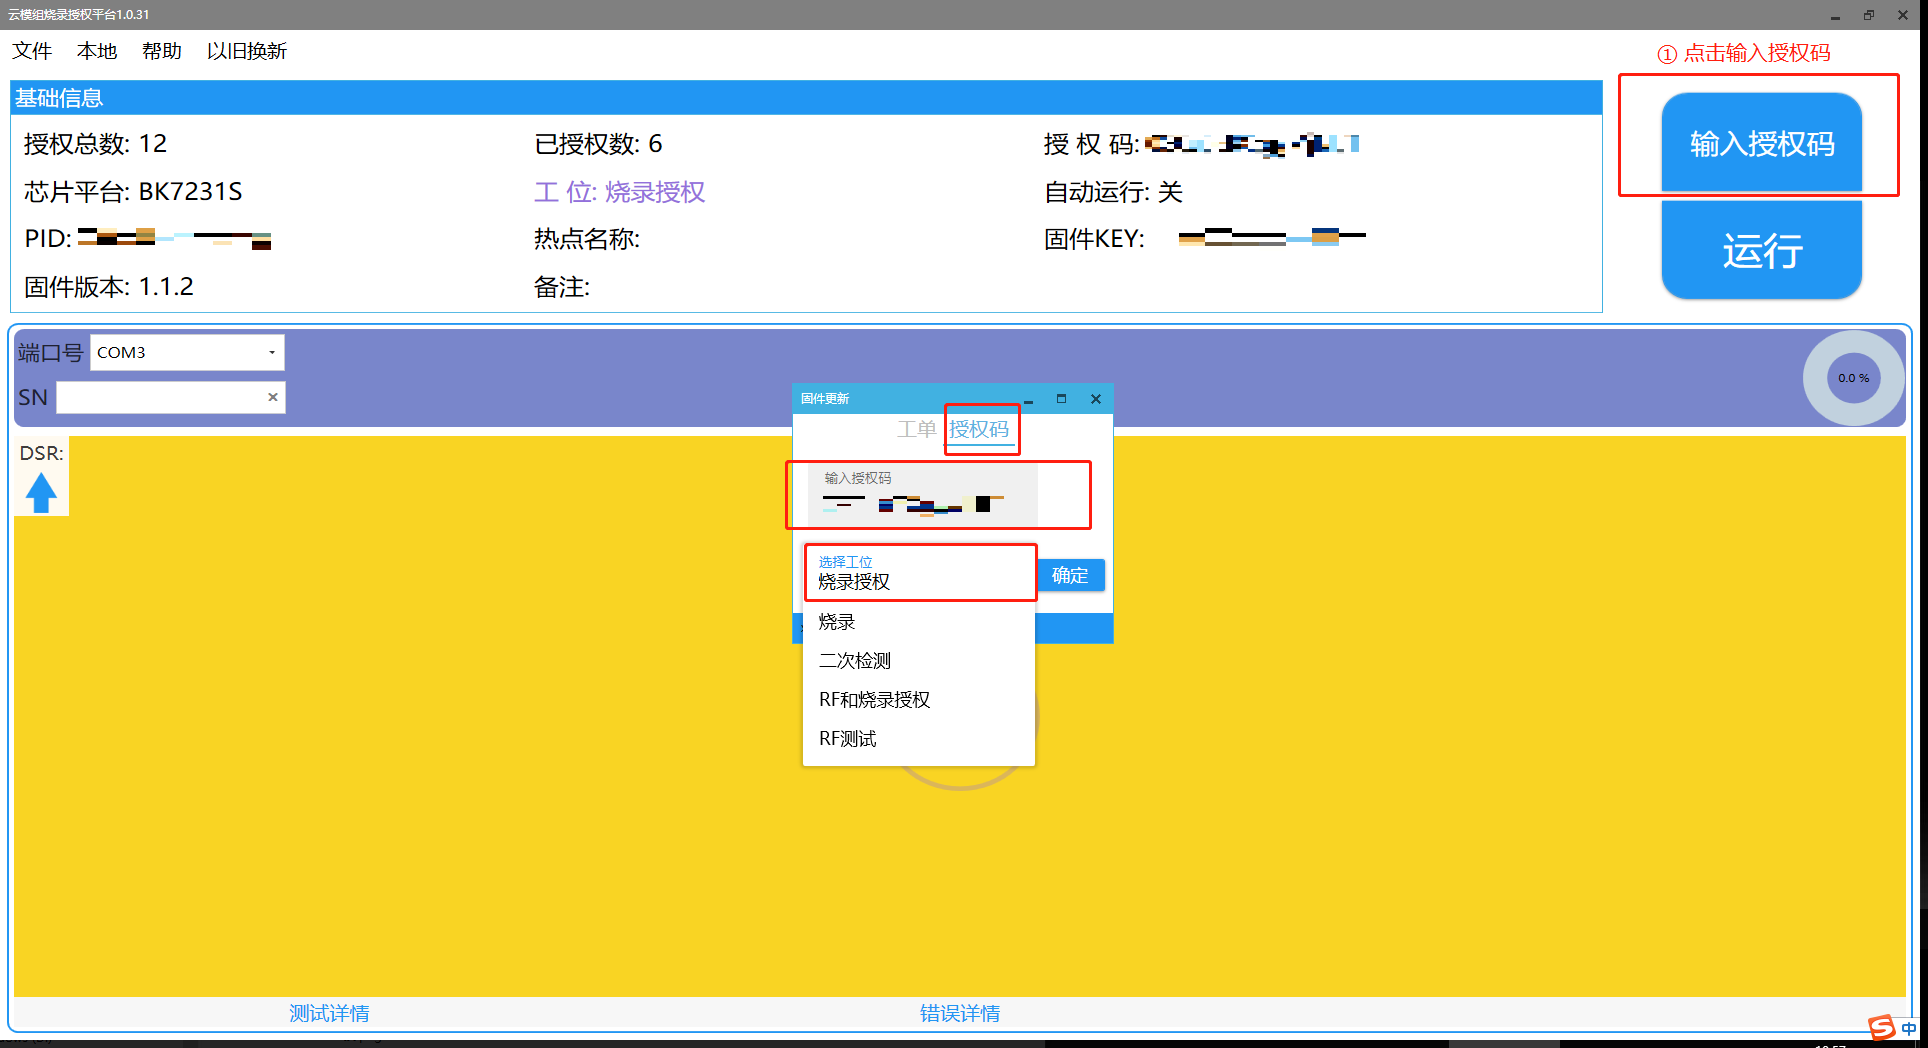 云模组烧录授权平台1.0.31
文件 本地 帮助 以旧换新
① 点击输入授权码
基础信息
授权总数: 12
已授权数: 6
授 权 码:
输入授权码
芯片平台: BK7231S
工 位: 烧录授权
自动运行: 关
PID:
热点名称:
固件KEY:
运行
固件版本: 1.1.2
备注:
端口号 COM3
SN
0.0 %
DSR:
固件更新
工单 授权码
输入授权码
选择工位
烧录授权
确定
烧录
二次检测
RF和烧录授权
RF测试
测试详情
错误详情
中